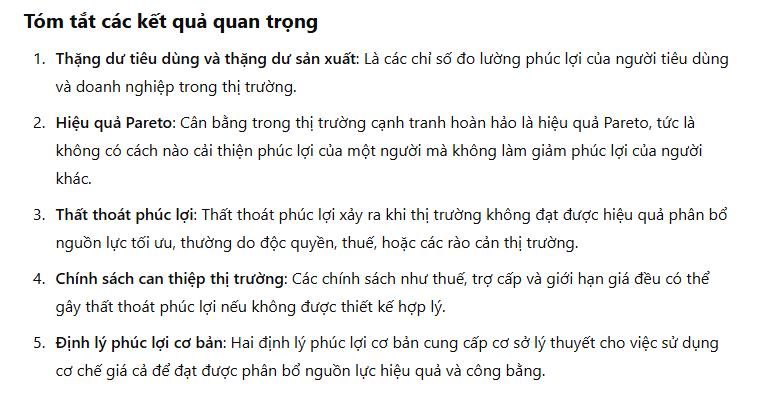 Tóm tắt các kết quả quan trọng
1. Thặng dư tiêu dùng và thặng dư sản xuất: Là các chỉ số đo lường phúc lợi của người tiêu dùng
và doanh nghiệp trong thị trường.
2. Hiệu quả Pareto: Cân bằng trong thị trường cạnh tranh hoàn hảo là hiệu quả Pareto, tức là
không có cách nào cải thiện phúc lợi của một người mà không làm giảm phúc lợi của người
khác.
3. Thất thoát phúc lợi: Thất thoát phúc lợi xảy ra khi thị trường không đạt được hiệu quả phân bổ
nguồn lực tối ưu, thường do độc quyền, thuế, hoặc các rào cản thị trường.
4. Chính sách can thiệp thị trường: Các chính sách như thuế, trợ cấp và giới hạn giá đều có thể
gây thất thoát phúc lợi nếu không được thiết kế hợp lý.
5. Định lý phúc lợi cơ bản: Hai định lý phúc lợi cơ bản cung cấp cơ sở lý thuyết cho việc sử dụng
cơ chế giá cả để đạt được phân bổ nguồn lực hiệu quả và công bằng.